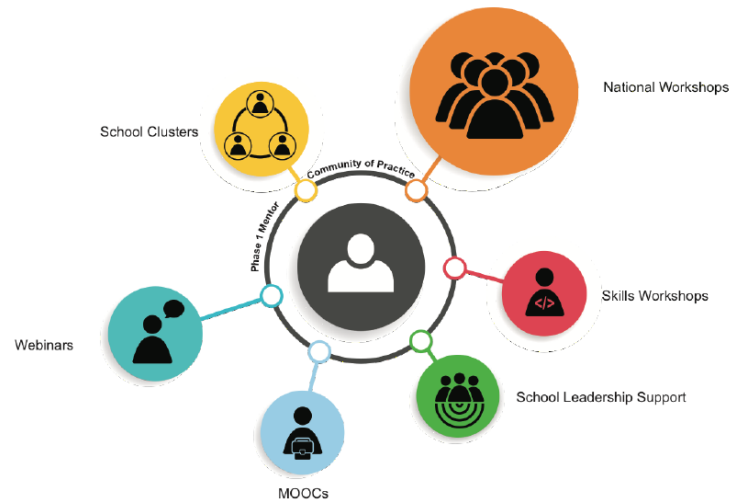 National Workshops
School Clusters
Community of Practice
Phase 1 Mentor
</>
Skills Workshops
Webinars
School Leadership Support
MOOCs